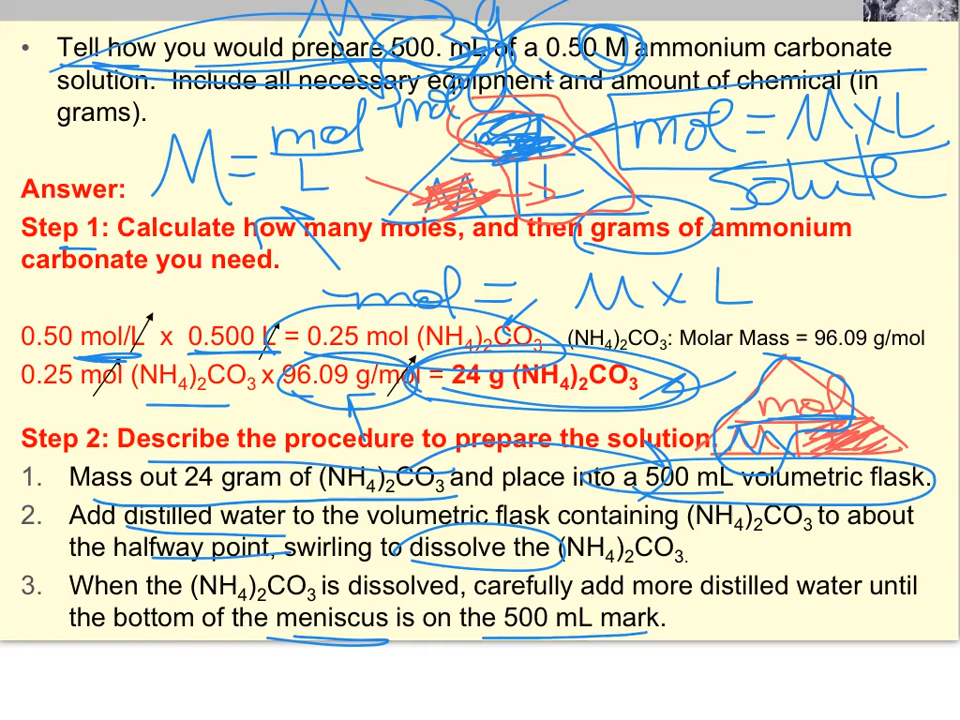 • Tell how you would prepare 500. mL of a 0.50 M ammonium carbonate
solution. Include all necessary equipment and amount of chemical (in
grams).
mol = M x L
M = mol
L
solute
L
Answer:
Step 1: Calculate how many moles, and then grams of ammonium
carbonate you need.
mol = M x L
0.50 mol/L x 0.500 L = 0.25 mol (NH₄)₂CO₃ (NH₄)₂CO₃: Molar Mass = 96.09 g/mol
0.25 mol (NH₄)₂CO₃ x 96.09 g/mol = 24 g (NH₄)₂CO₃
mol
M
Step 2: Describe the procedure to prepare the solution.
1. Mass out 24 gram of (NH₄)₂CO₃ and place into a 500 mL volumetric flask.
2. Add distilled water to the volumetric flask containing (NH₄)₂CO₃ to about
the halfway point, swirling to dissolve the (NH₄)₂CO₃.
3. When the (NH₄)₂CO₃ is dissolved, carefully add more distilled water until
the bottom of the meniscus is on the 500 mL mark.